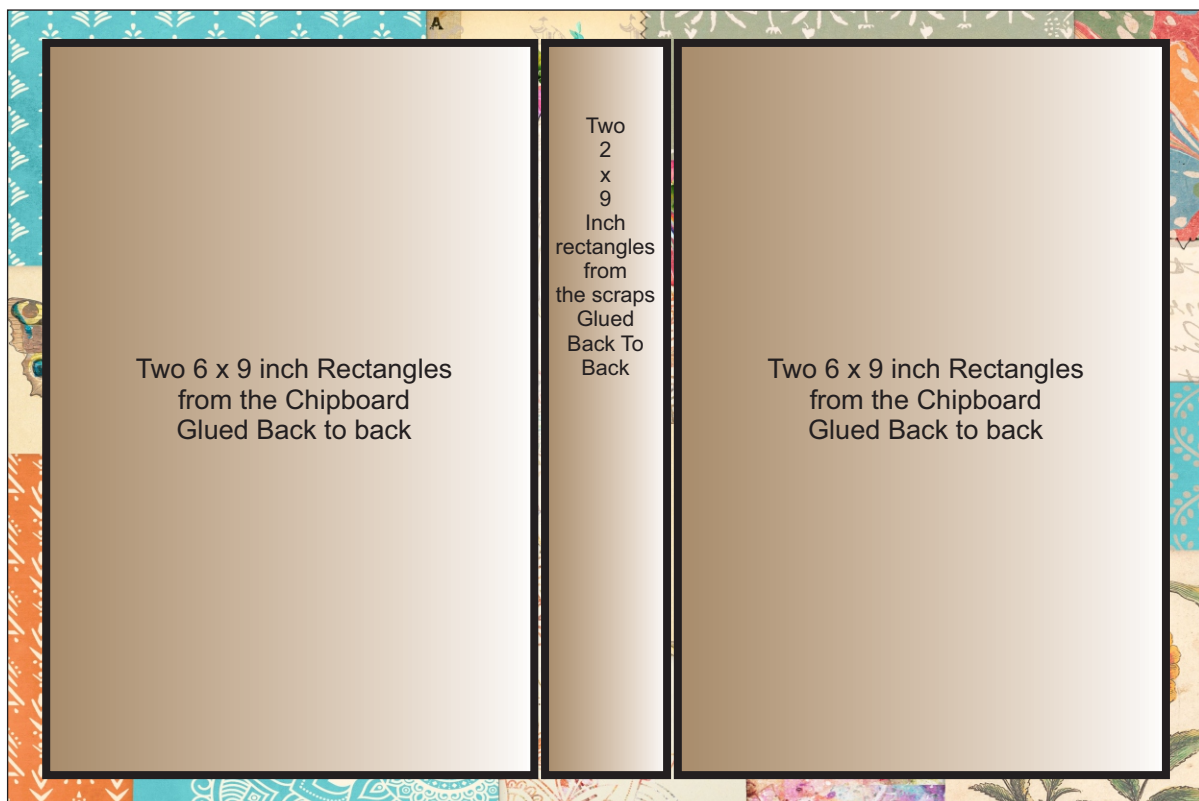 A
Two 6 x 9 inch Rectangles
from the Chipboard
Glued Back to back
Two
2
x
9
Inch
rectangles
from
the scraps
Glued
Back To
Back
Two 6 x 9 inch Rectangles
from the Chipboard
Glued Back to back